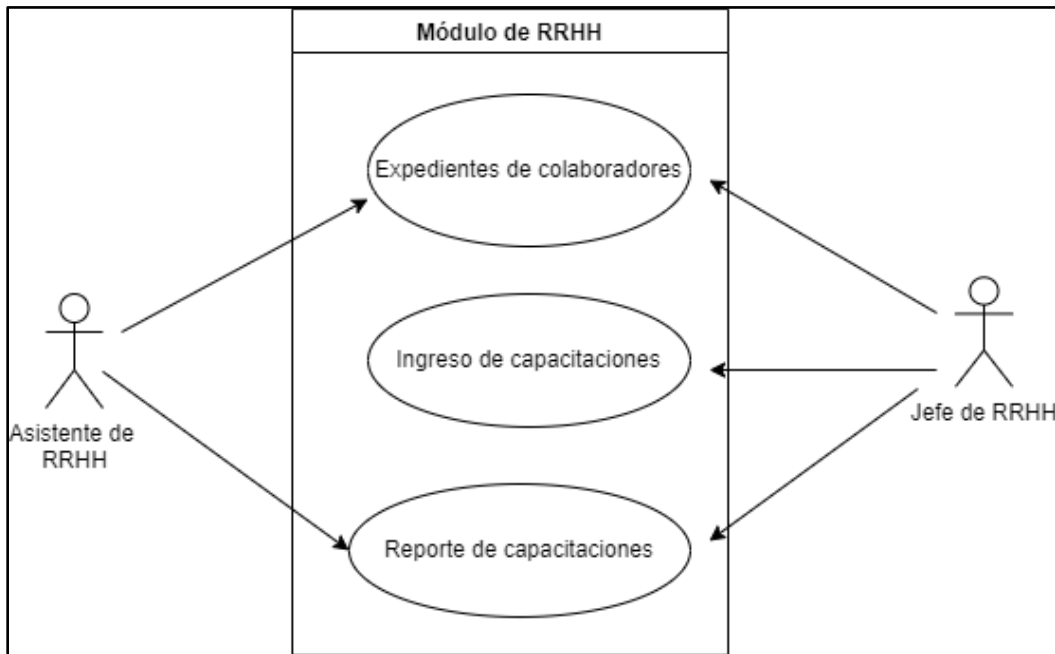 Módulo de RRHH
Expedientes de colaboradores
Ingreso de capacitaciones
Jefe de RRHH
Asistente de
RRHH
Reporte de capacitaciones